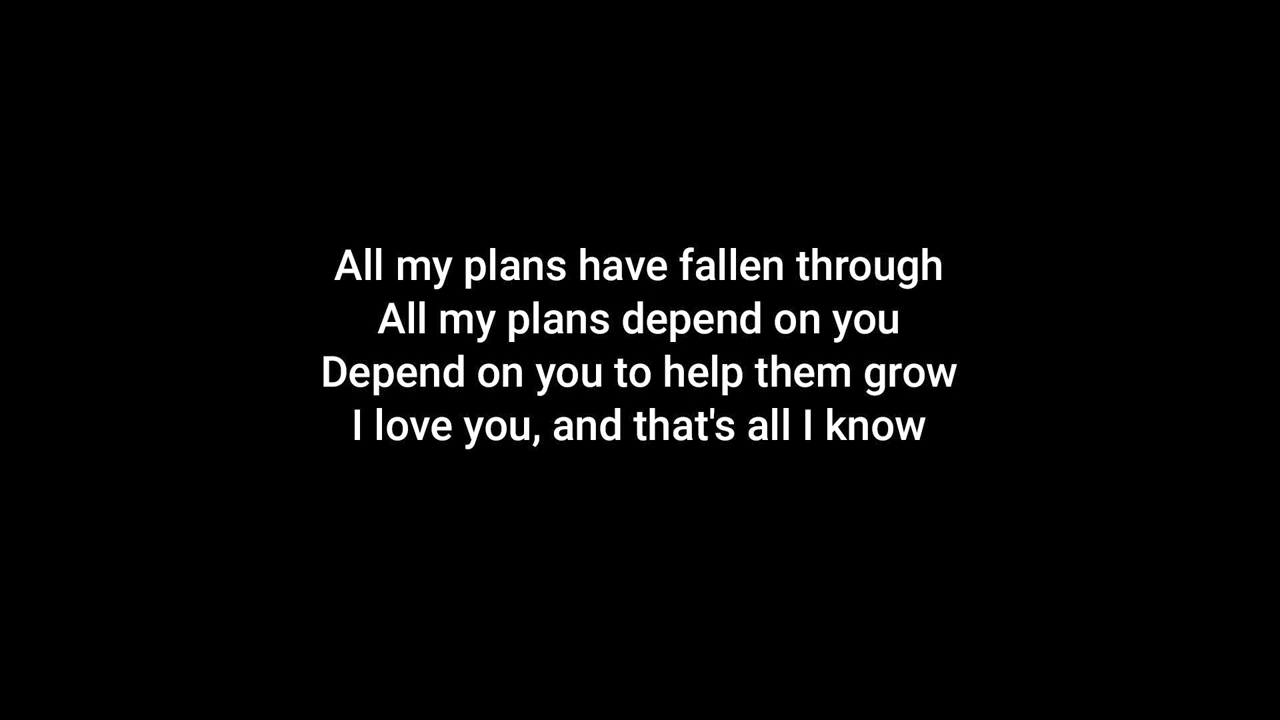 All my plans have fallen through
All my plans depend on you
Depend on you to help them grow
I love you, and that's all I know